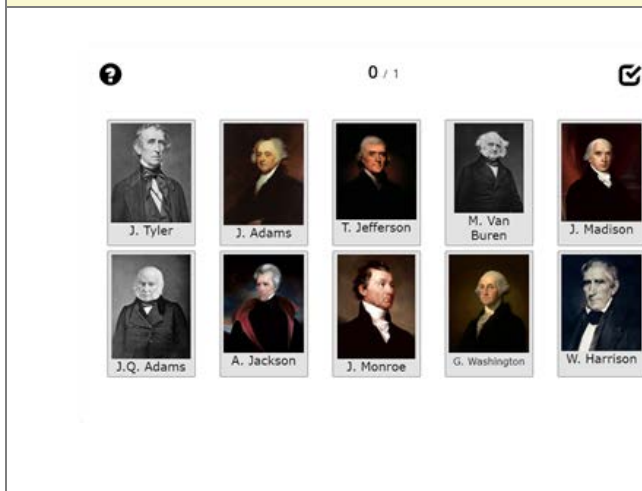 ?
0 / 1
J. Tyler
J. Adams
T. Jefferson
M. Van
Buren
J. Madison
J.Q. Adams
A. Jackson
J. Monroe
G. Washington
W. Harrison